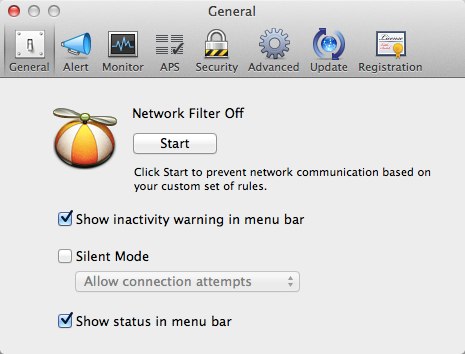 General
General Alert Monitor APS Security Advanced Update Registration
Network Filter Off
Start
Click Start to prevent network communication based on
your custom set of rules.
Show inactivity warning in menu bar
Silent Mode
Allow connection attempts
Show status in menu bar